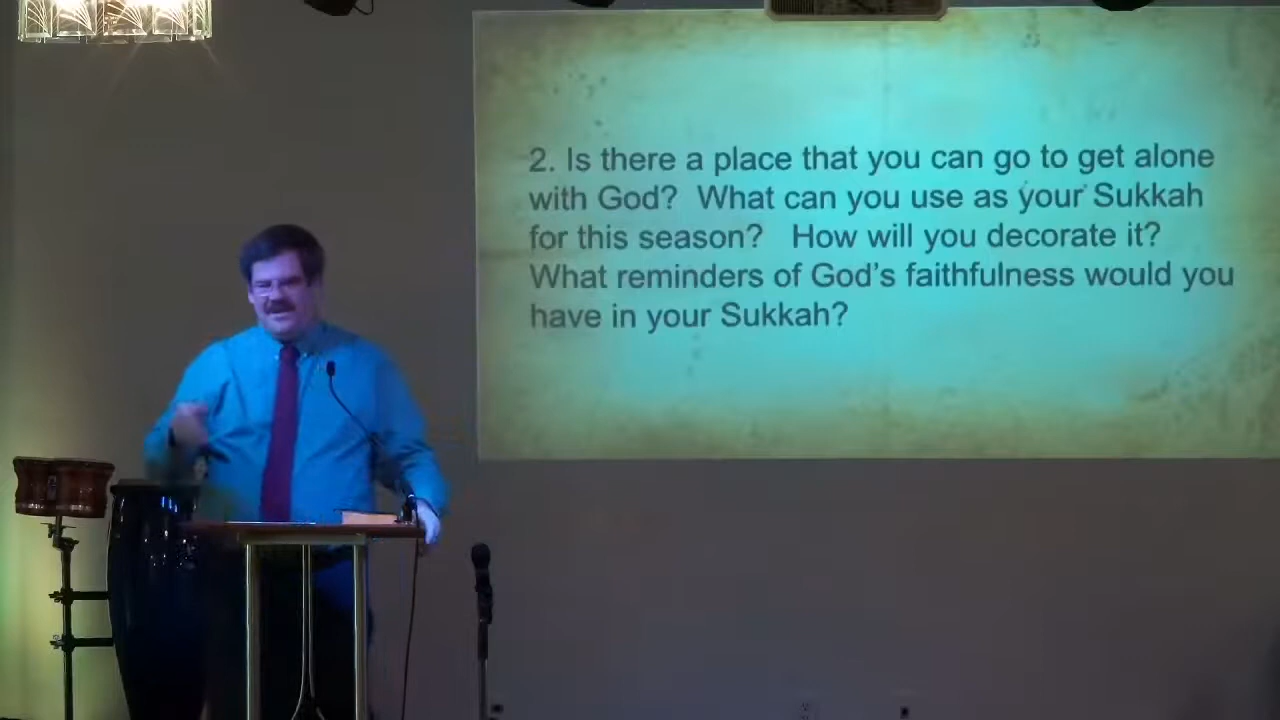 2. Is there a place that you can go to get alone
with God?  What can you use as your Sukkah
for this season?   How will you decorate it?
What reminders of God's faithfulness would you
have in your Sukkah?